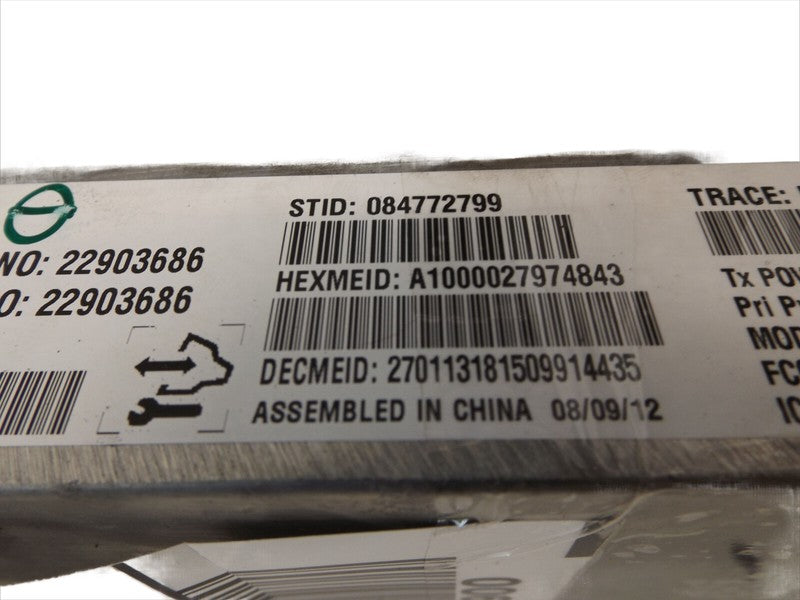 NO: 22903686
O: 22903686
STID: 084772799
HEXMEID: A1000027974843
DECMEID: 270113181509914435
ASSEMBLED IN CHINA 08/09/12
TRACE:
Tx POW
Pri P
MOD
FC
IC